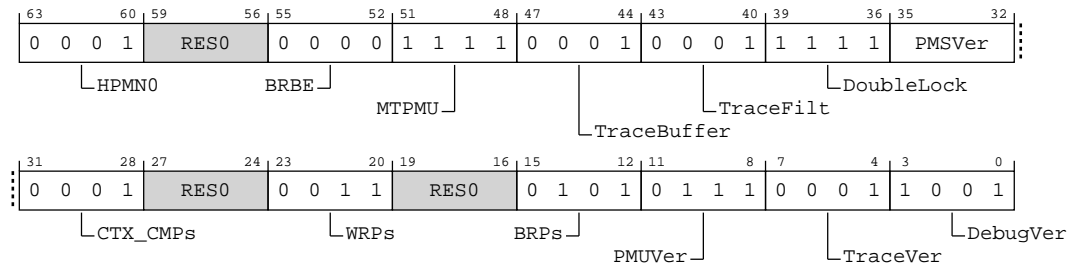 63 60 59 56 55 52 51 48 47 44 43 40 39 36 35 32
0 0 0 1 RES0 0 0 0 0 1 1 1 1 0 0 0 1 0 0 0 1 1 1 1 1 PMSVer
HPMN0 BRBE DoubleLock
MTPMU TraceFilt
TraceBuffer
31 28 27 24 23 20 19 16 15 12 11 8 7 4 3 0
0 0 0 1 RES0 0 0 1 1 RES0 0 1 0 1 0 1 1 1 0 0 0 1 1 0 0 1
CTX_CMPs WRPs BRPs DebugVer
PMUVer TraceVer